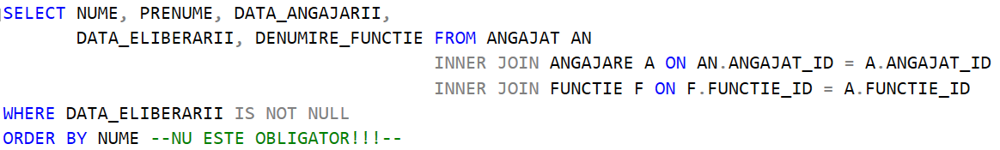 SELECT NUME, PRENUME, DATA_ANGAJARII,
DATA_ELIBERARII, DENUMIRE_FUNCTIE FROM ANGAJAT AN
INNER JOIN ANGAJARE A ON AN.ANGAJAT_ID = A.ANGAJAT_ID
INNER JOIN FUNCTIE F ON F.FUNCTIE_ID = A.FUNCTIE_ID
WHERE DATA_ELIBERARII IS NOT NULL
ORDER BY NUME --NU ESTE OBLIGATOR!!!--